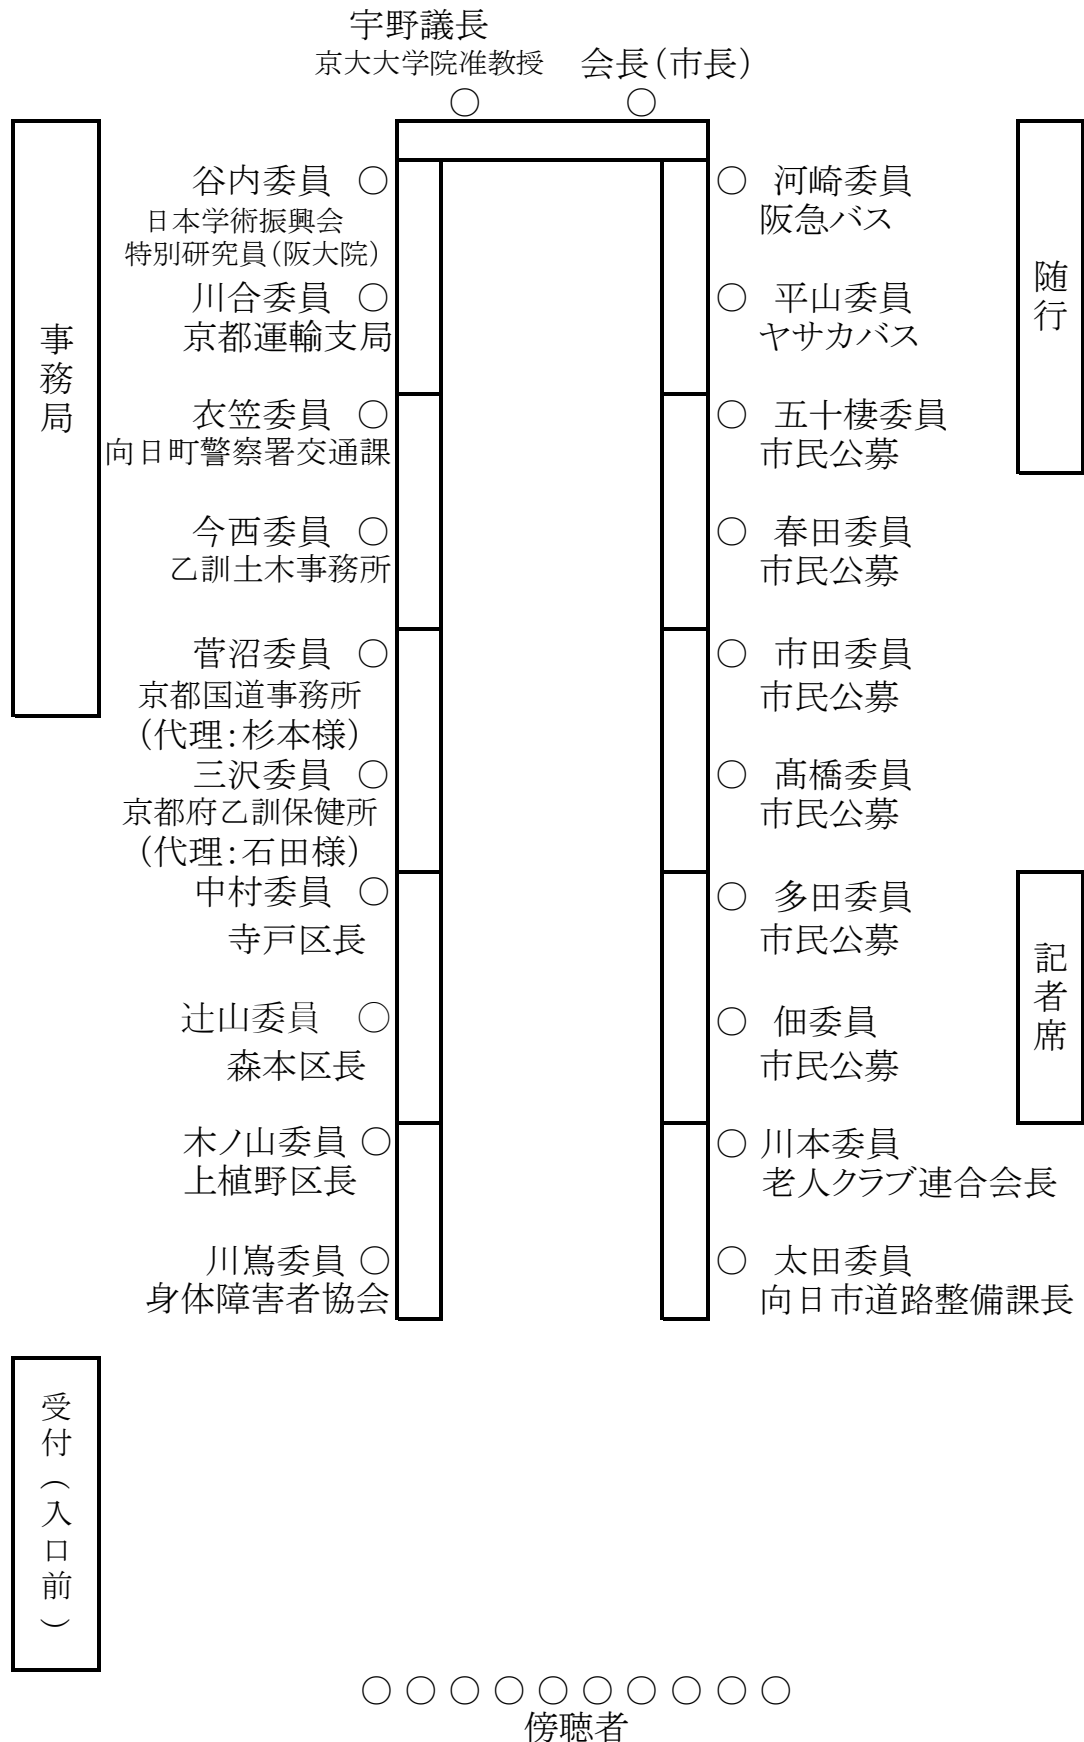 宇野議長
京大大学院准教授
会長(市長)
○ ○
事務局
谷内委員 ○
日本学術振興会
特別研究員(阪大院)
川合委員 ○
京都運輸支局
衣笠委員 ○
向日町警察署交通課
今西委員 ○
乙訓土木事務所
菅沼委員 ○
京都国道事務所
(代理:杉本様)
三沢委員 ○
京都府乙訓保健所
(代理:石田様)
中村委員 ○
寺戸区長
辻山委員 ○
森本区長
木ノ山委員 ○
上植野区長
川嶌委員 ○
身体障害者協会
○ 河崎委員
阪急バス
○ 平山委員
ヤサカバス
○ 五十棲委員
市民公募
○ 春田委員
市民公募
○ 市田委員
市民公募
○ 髙橋委員
市民公募
○ 多田委員
市民公募
○ 佃委員
市民公募
○ 川本委員
老人クラブ連合会長
○ 太田委員
向日市道路整備課長
随行
記者席
受付(入口前)
○ ○ ○ ○ ○ ○ ○ ○ ○ ○
傍聴者